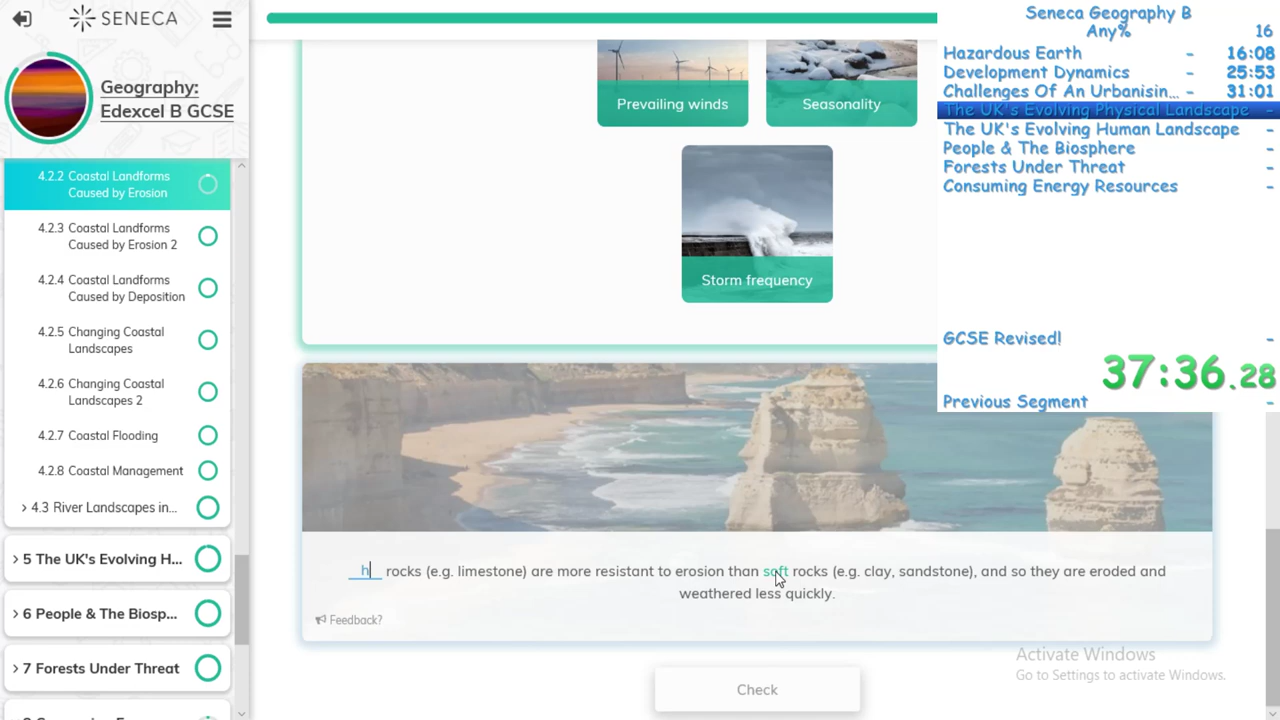 SENECA
Geography:
Edexcel B GCSE
4.2.2 Coastal Landforms
Caused by Erosion
4.2.3 Coastal Landforms
Caused by Erosion 2
4.2.4 Coastal Landforms
Caused by Deposition
4.2.5 Changing Coastal
Landscapes
4.2.6 Changing Coastal
Landscapes 2
4.2.7 Coastal Flooding
4.2.8 Coastal Management
4.3 River Landscapes in...
5 The UK's Evolving H...
6 People & The Biosp...
7 Forests Under Threat
Prevailing winds
Seasonality
Storm frequency
h rocks (e.g. limestone) are more resistant to erosion than soft rocks (e.g. clay, sandstone), and so they are eroded and
weathered less quickly.
Feedback?
Check
Seneca Geography B
Any% 16
Hazardous Earth - 16:08
Development Dynamics - 25:53
Challenges Of An Urbanisin... - 31:01
The UK's Evolving Physical Landscape -
The UK's Evolving Human Landscape -
People & The Biosphere -
Forests Under Threat -
Consuming Energy Resources -
GCSE Revised! -
37:36.28
Previous Segment -
Activate Windows
Go to Settings to activate Windows.